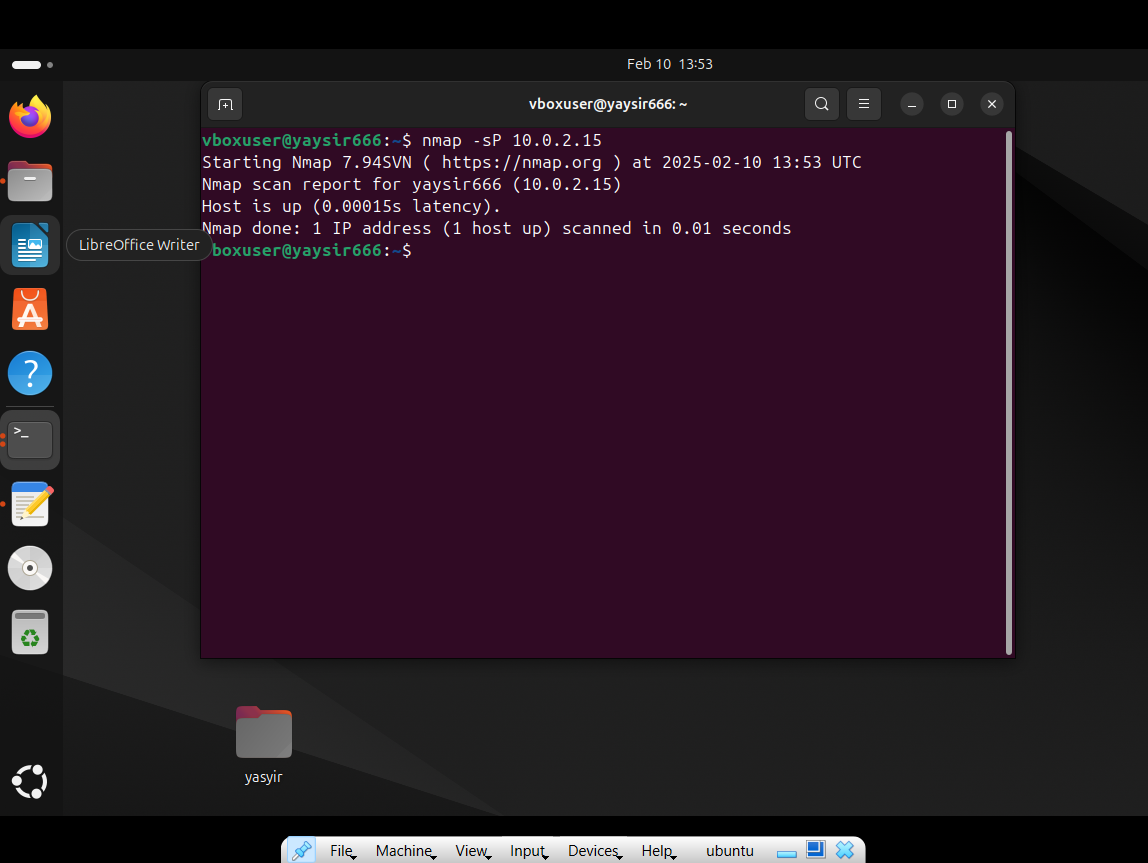 Feb 10 13:53
vboxuser@yaysir666: ~
vboxuser@yaysir666:~$ nmap -sP 10.0.2.15
Starting Nmap 7.94SVN ( https://nmap.org ) at 2025-02-10 13:53 UTC
Nmap scan report for yaysir666 (10.0.2.15)
Host is up (0.00015s latency).
Nmap done: 1 IP address (1 host up) scanned in 0.01 seconds
LibreOffice Writer
boxuser@yaysir666:~$
>_
yasyir
File Machine View Input Devices Help ubuntu